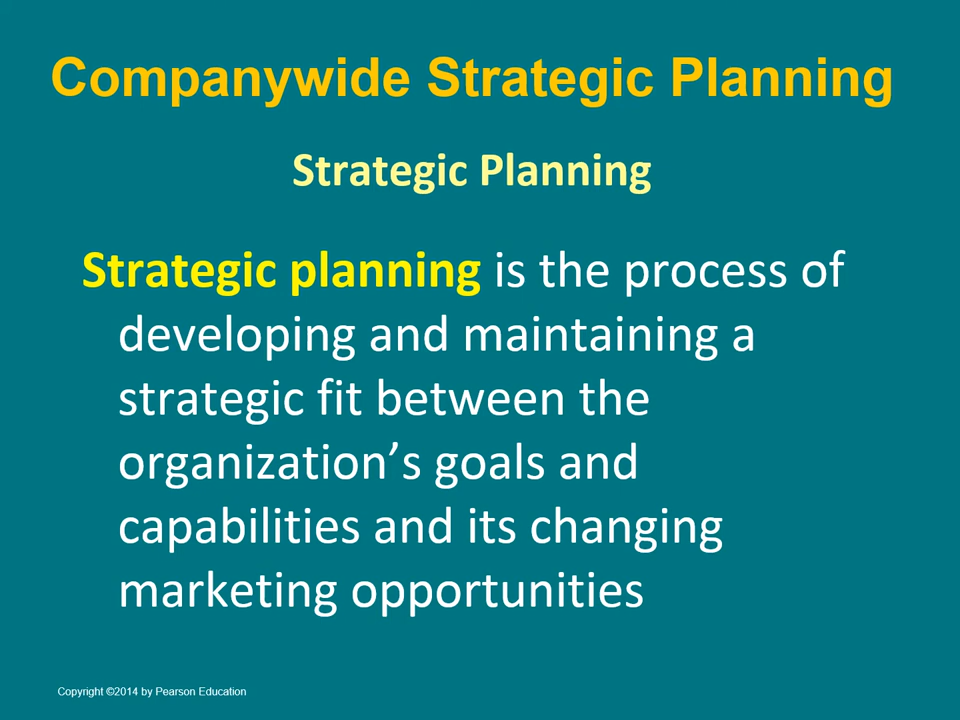 Companywide Strategic Planning
Strategic Planning
Strategic planning is the process of
developing and maintaining a
strategic fit between the
organization’s goals and
capabilities and its changing
marketing opportunities
Copyright ©2014 by Pearson Education